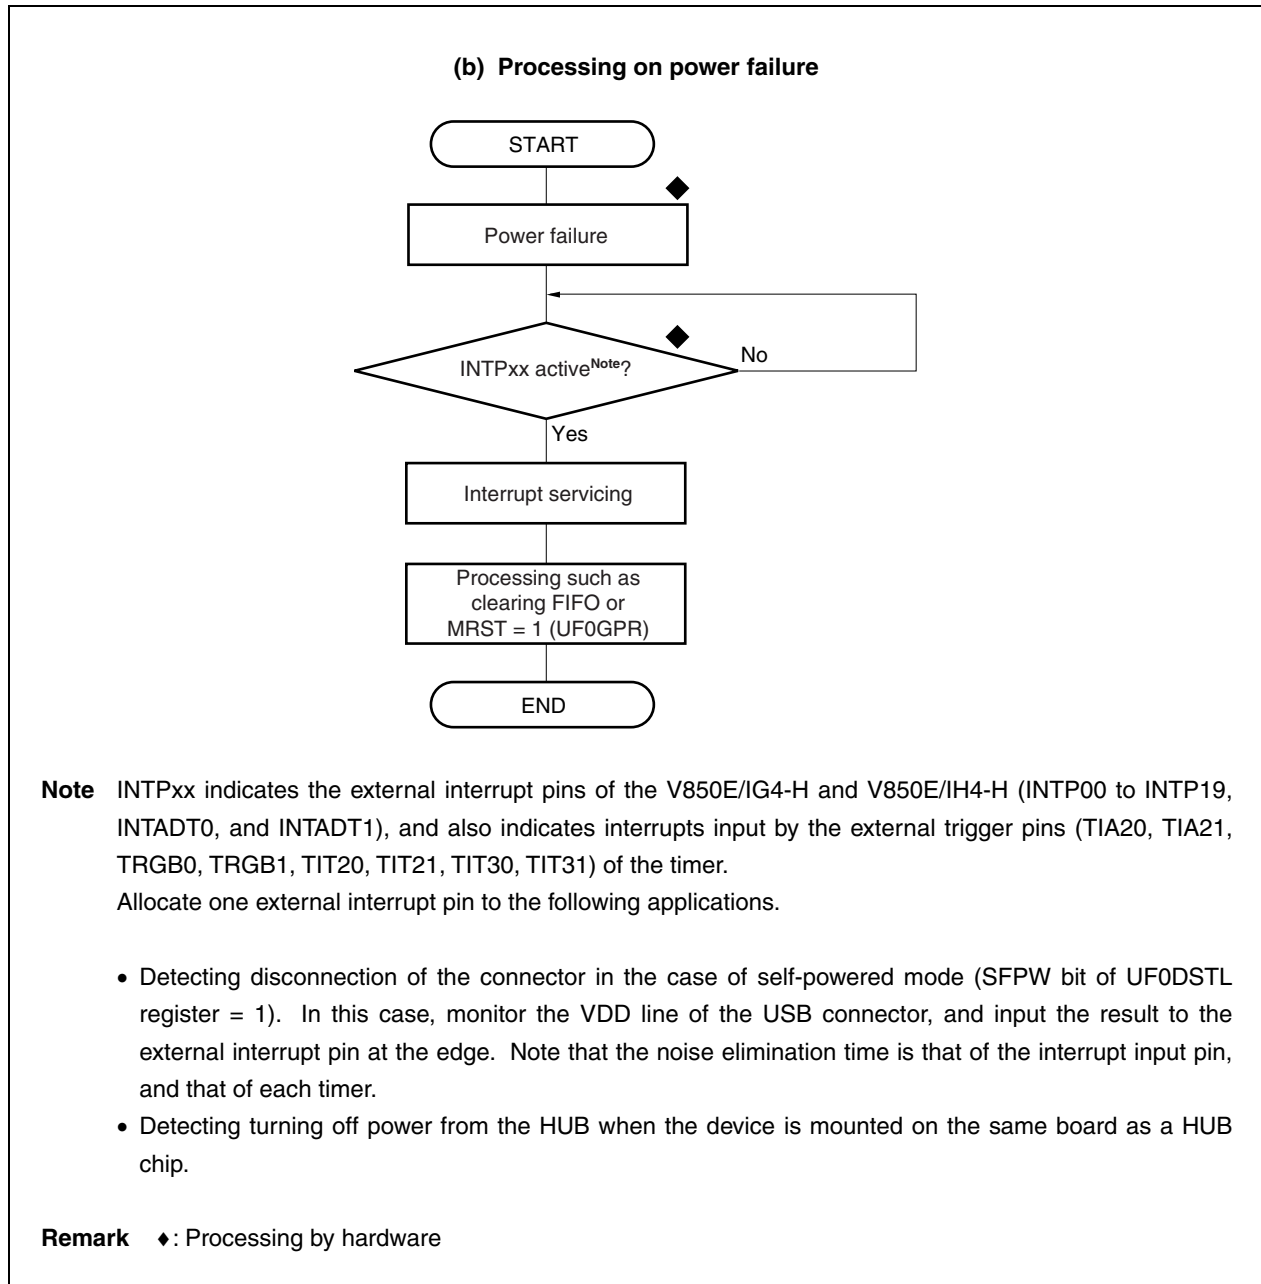 (b) Processing on power failure
START
◆
Power failure
◆
INTPxx activeNote?
No
Yes
Interrupt servicing
Processing such as
clearing FIFO or
MRST = 1 (UF0GPR)
END
Note INTPxx indicates the external interrupt pins of the V850E/IG4-H and V850E/IH4-H (INTP00 to INTP19,
INTADT0, and INTADT1), and also indicates interrupts input by the external trigger pins (TIA20, TIA21,
TRGB0, TRGB1, TIT20, TIT21, TIT30, TIT31) of the timer.
Allocate one external interrupt pin to the following applications.
• Detecting disconnection of the connector in the case of self-powered mode (SFPW bit of UF0DSTL
register = 1). In this case, monitor the VDD line of the USB connector, and input the result to the
external interrupt pin at the edge. Note that the noise elimination time is that of the interrupt input pin,
and that of each timer.
• Detecting turning off power from the HUB when the device is mounted on the same board as a HUB
chip.
Remark ♦: Processing by hardware